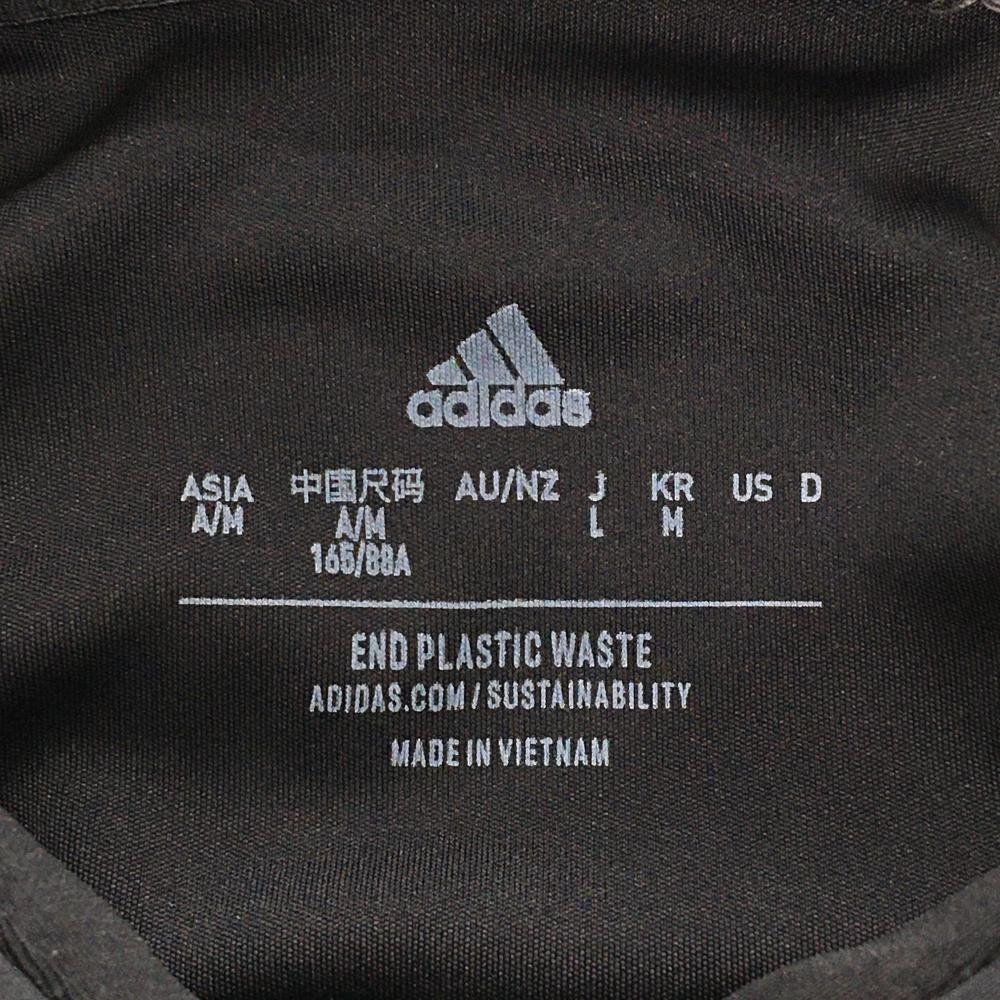 adidas
ASIA 中国尺码 AU/NZ J KR US D
A/M A/M L M
165/88A
END PLASTIC WASTE
ADIDAS.COM/SUSTAINABILITY
MADE IN VIETNAM